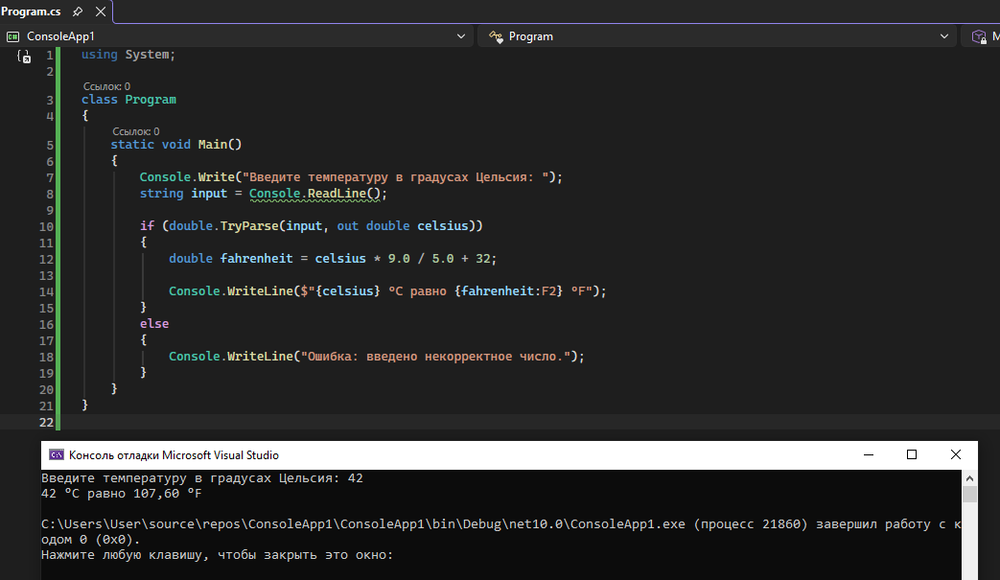 Program.cs
ConsoleApp1
Program
M
1 using System;
2
Ссылок: 0
3 class Program
4 {
Ссылок: 0
5 static void Main()
6 {
7 Console.Write("Введите температуру в градусах Цельсия: ");
8 string input = Console.ReadLine();
9
10 if (double.TryParse(input, out double celsius))
11 {
12 double fahrenheit = celsius * 9.0 / 5.0 + 32;
13
14 Console.WriteLine($"{celsius} °C равно {fahrenheit:F2} °F");
15 }
16 else
17 {
18 Console.WriteLine("Ошибка: введено некорректное число.");
19 }
20 }
21 }
22
Консоль отладки Microsoft Visual Studio
Введите температуру в градусах Цельсия: 42
42 °C равно 107,60 °F
C:\Users\User\source\repos\ConsoleApp1\ConsoleApp1\bin\Debug\net10.0\ConsoleApp1.exe (процесс 21860) завершил работу с к
одом 0 (0x0).
Нажмите любую клавишу, чтобы закрыть это окно: